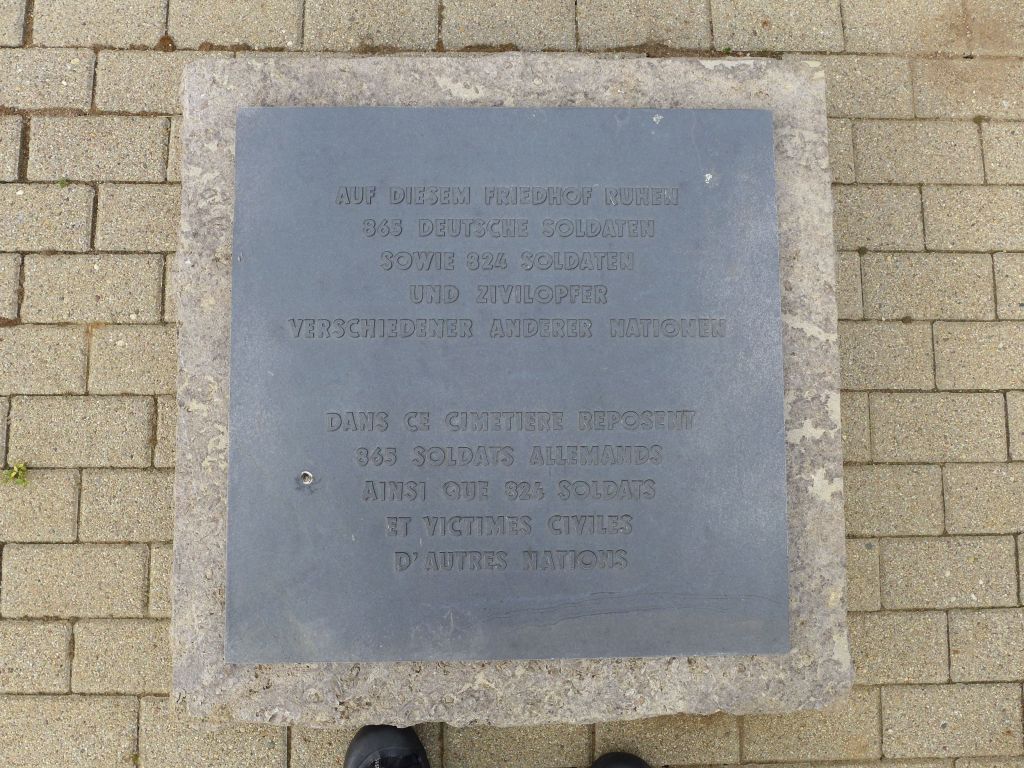 AUF DIESEM FRIEDHOF RUHEN
865 DEUTSCHE SOLDATEN
SOWIE 824 SOLDATEN
UND ZIVILOPFER
VERSCHIEDENER ANDERER NATIONEN
DANS CE CIMETIERE REPOSENT
865 SOLDATS ALLEMANDS
AINSI QUE 824 SOLDATS
ET VICTIMES CIVILES
D'AUTRES NATIONS